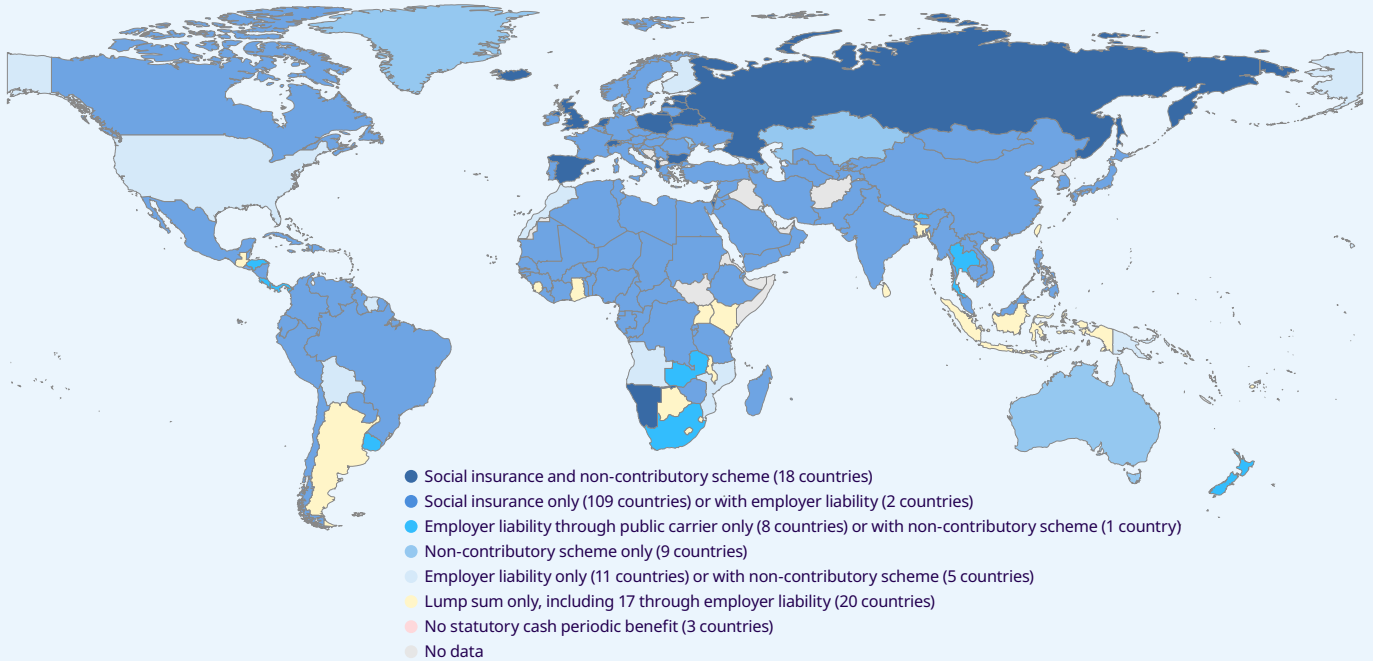 Social insurance and non-contributory scheme (18 countries)
Social insurance only (109 countries) or with employer liability (2 countries)
Employer liability through public carrier only (8 countries) or with non-contributory scheme (1 country)
Non-contributory scheme only (9 countries)
Employer liability only (11 countries) or with non-contributory scheme (5 countries)
Lump sum only, including 17 through employer liability (20 countries)
No statutory cash periodic benefit (3 countries)
No data